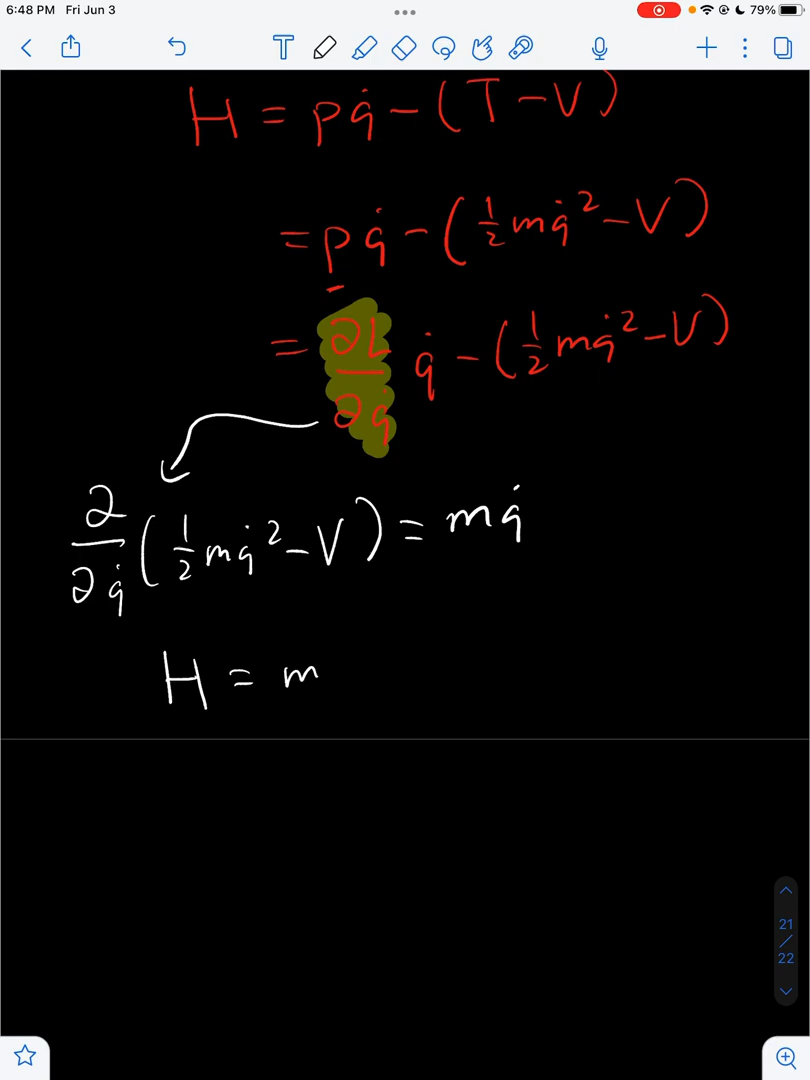 6:48 PM Fri Jun 3 79%
T
H = pq̇ - (T - V)
= pq̇ - (½mq̇² - V)
= ∂L/∂q̇ q̇ - (½mq̇² - V)
∂/∂q̇ (½mq̇² - V) = mq̇
H = m
21
/
22